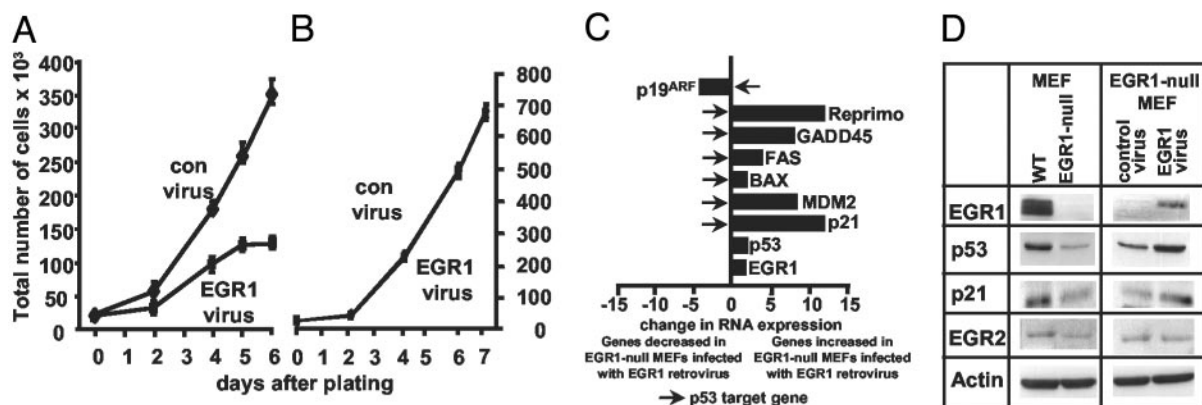 A
Total number of cells x 10³
400
350
300
250
200
150
100
50
0
con
virus
EGR1
virus
0 1 2 3 4 5 6
B
con
virus
EGR1
virus
800
700
600
500
400
300
200
100
0
0 1 2 3 4 5 6 7
days after plating
C
p19ARF
Reprimo
GADD45
FAS
BAX
MDM2
p21
p53
EGR1
-15 -10 -5 0 5 10 15
change in RNA expression
Genes decreased in
EGR1-null MEFs infected
with EGR1 retrovirus
Genes increased in
EGR1-null MEFs infected
with EGR1 retrovirus
→ p53 target gene
D
MEF
EGR1-null
MEF
WT
EGR1-null
control
virus
EGR1
virus
EGR1
p53
p21
EGR2
Actin